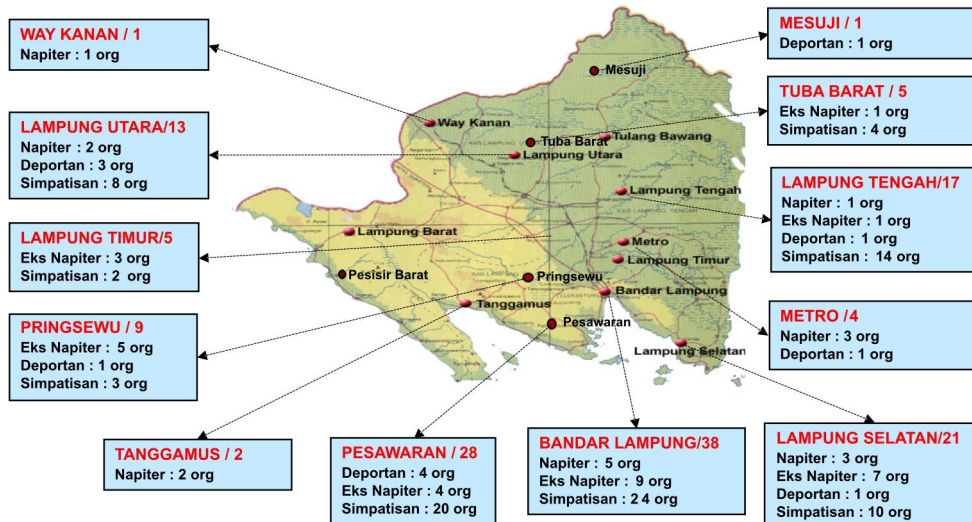 WAY KANAN / 1
Napiter : 1 org
MESUJI / 1
Deportan : 1 org
TUBA BARAT / 5
Eks Napiter : 1 org
Simpatisan : 4 org
LAMPUNG UTARA/13
Napiter : 2 org
Deportan : 3 org
Simpatisan : 8 org
LAMPUNG TENGAH/17
Napiter : 1 org
Eks Napiter : 1 org
Deportan : 1 org
Simpatisan : 14 org
LAMPUNG TIMUR/5
Eks Napiter : 3 org
Simpatisan : 2 org
PRINGSEWU / 9
Eks Napiter : 5 org
Deportan : 1 org
Simpatisan : 3 org
METRO /4
Napiter : 3 org
Deportan : 1 org
TANGGAMUS / 2
Napiter : 2 org
PESAWARAN / 28
Deportan : 4 org
Eks Napiter : 4 org
Simpatisan : 20 org
BANDAR LAMPUNG/38
Napiter : 5 org
Eks Napiter : 9 org
Simpatisan : 24 org
LAMPUNG SELATAN/21
Napiter : 3 org
Eks Napiter : 7 org
Deportan : 1 org
Simpatisan : 10 org
Mesuji
Way Kanan
Tuba Barat
Tulang Bawang
Lampung Utara
Lampung Tengah
Lampung Barat
Metro
Lampung Timur
Pesisir Barat
Pringsewu
Bandar Lampung
Tanggamus
Pesawaran
Lampung Selatan
KAB LAMPUNG TENGAH